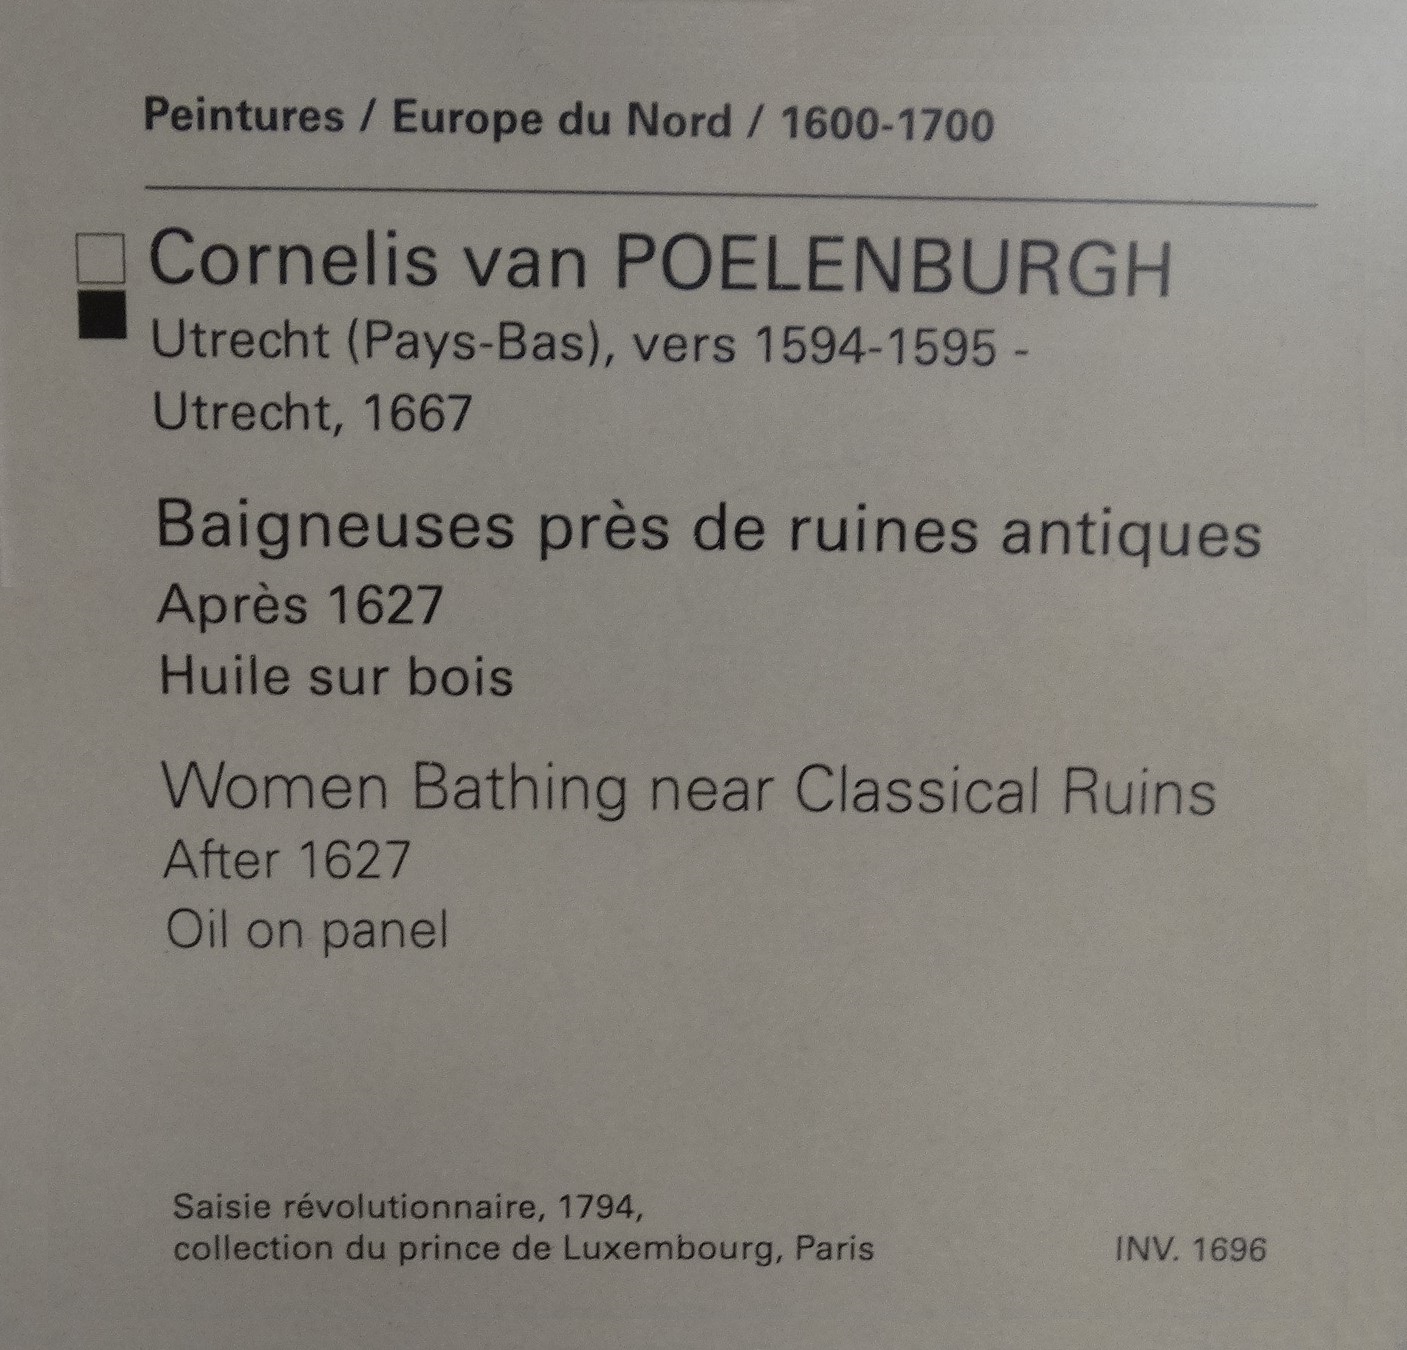 Peintures / Europe du Nord / 1600-1700
Cornelis van POELENBURGH
Utrecht (Pays-Bas), vers 1594-1595 -
Utrecht, 1667
Baigneuses près de ruines antiques
Après 1627
Huile sur bois
Women Bathing near Classical Ruins
After 1627
Oil on panel
Saisie révolutionnaire, 1794,
collection du prince de Luxembourg, Paris
INV. 1696